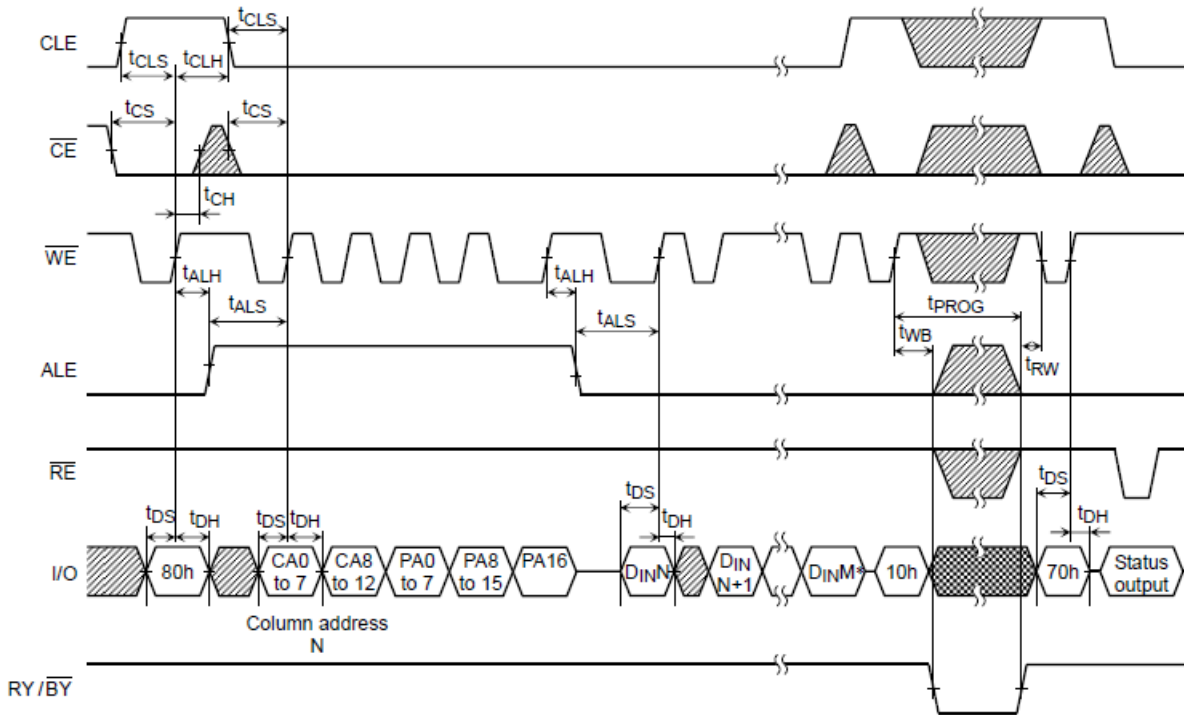 CLE
tCLS
tCLS
tCLH
CE
tCS
tCS
tCH
WE
tALH
tALS
tALH
tALS
tPROG
tWB
tRW
ALE
RE
I/O
tDS
tDH
tDS
tDH
tDS
tDH
tDS
tDH
80h
CA0
to 7
CA8
to 12
PA0
to 7
PA8
to 15
PA16
DINN
DIN
N+1
DINM*
10h
70h
Status
output
Column address
N
RY/BY